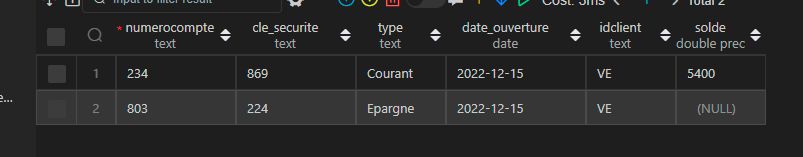 Input to filter result Cost: 3ms 1 Total 2
* numerocompte cle_securite type date_ouverture idclient solde
text text text date text double prec
1 234 869 Courant 2022-12-15 VE 5400
e... 2 803 224 Epargne 2022-12-15 VE (NULL)